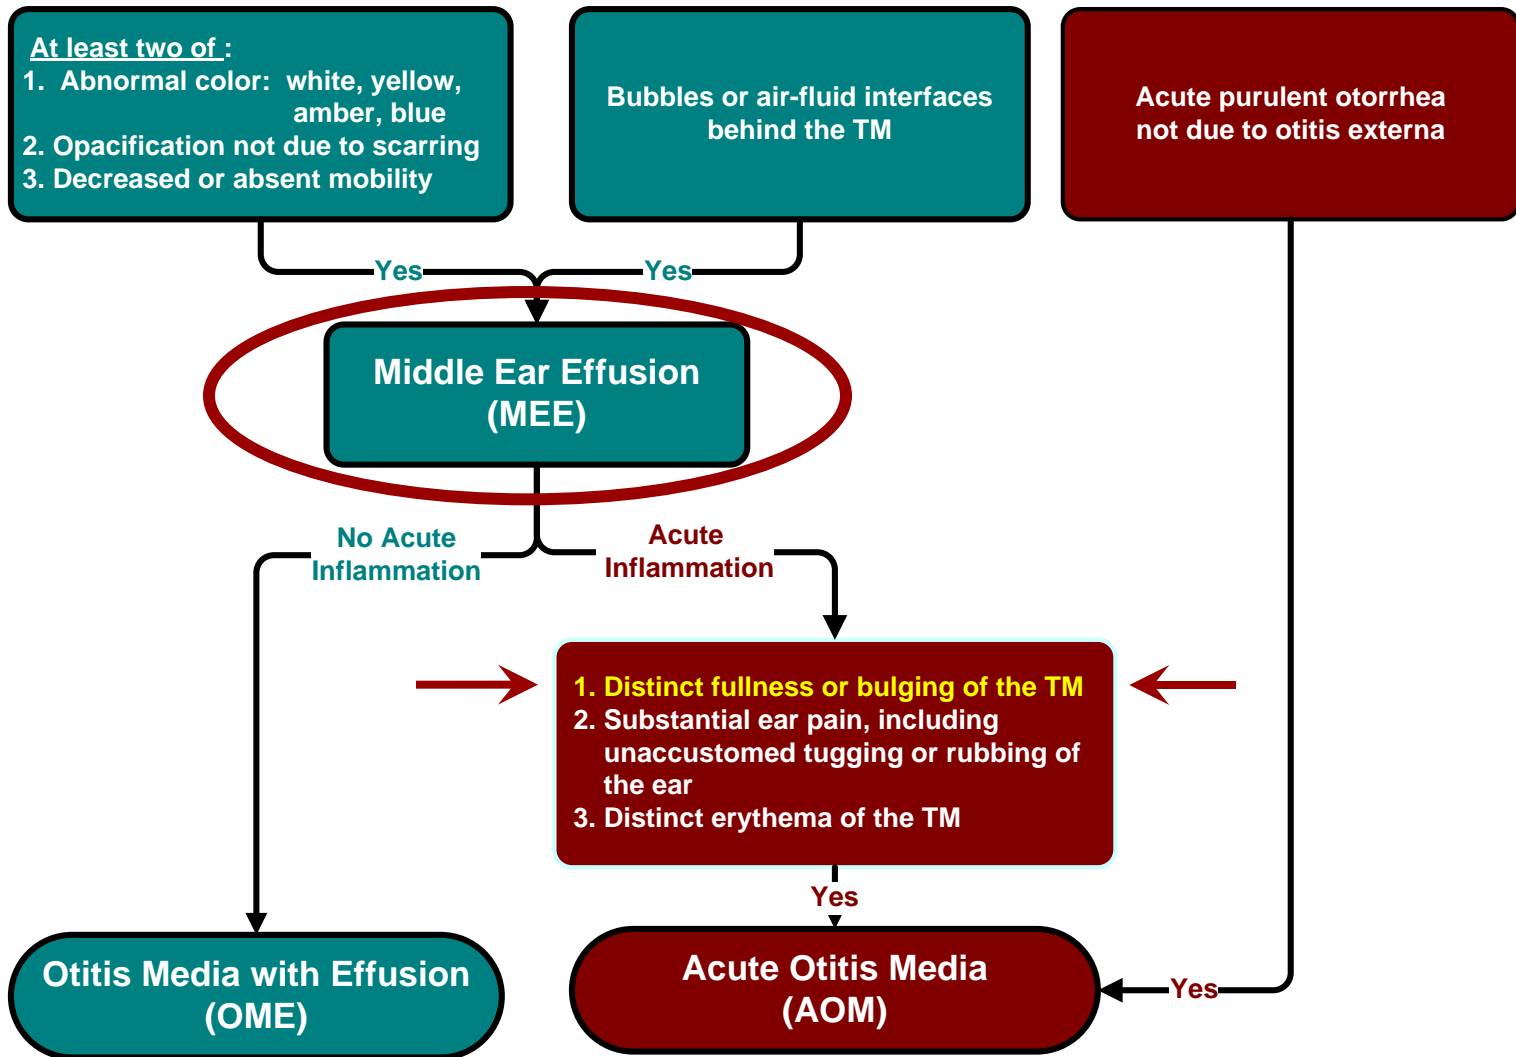 At least two of :
1. Abnormal color: white, yellow,
amber, blue
2. Opacification not due to scarring
3. Decreased or absent mobility
Bubbles or air-fluid interfaces
behind the TM
Acute purulent otorrhea
not due to otitis externa
Yes
Yes
Middle Ear Effusion
(MEE)
No Acute
Inflammation
Acute
Inflammation
1. Distinct fullness or bulging of the TM
2. Substantial ear pain, including
unaccustomed tugging or rubbing of
the ear
3. Distinct erythema of the TM
Yes
Otitis Media with Effusion
(OME)
Acute Otitis Media
(AOM)
Yes